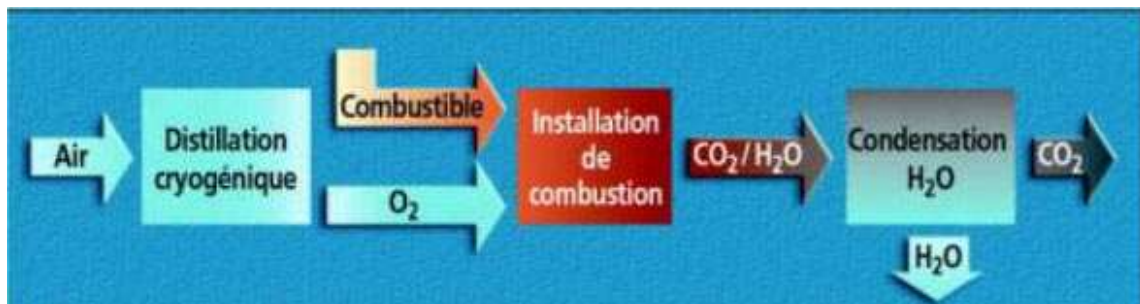 Air
Distillation
cryogénique
Combustible
O₂
Installation
de
combustion
CO₂/H₂O
Condensation
H₂O
CO₂
H₂O